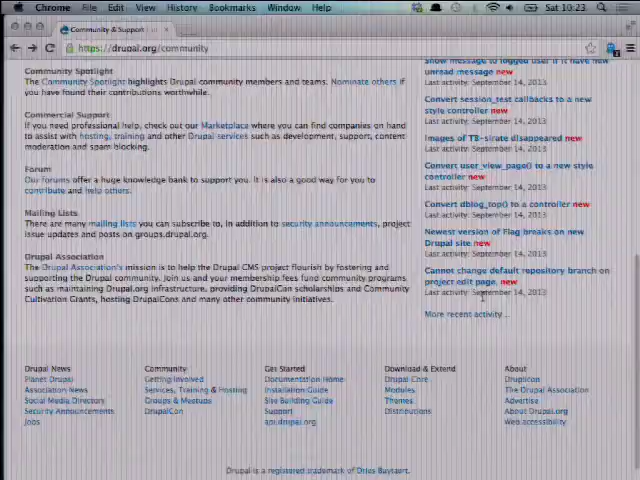 Chrome File Edit View History Bookmarks Window Help Sat 10:23
Community & Support
https://drupal.org/community
Community Spotlight
The Community Spotlight highlights Drupal community members and teams. Nominate others if
you have found their contributions worthwhile.
Commercial Support
If you need professional help, check out our Marketplace where you can find companies on hand
to assist with hosting, training and other Drupal services such as development, support, content
moderation and spam blocking.
Forum
Our forums offer a huge knowledge bank to support you. It is also a good way for you to
contribute and help others.
Mailing Lists
There are many mailing lists you can subscribe to, in addition to security announcements, project
issue updates and posts on groups.drupal.org.
Drupal Association
The Drupal Association's mission is to help the Drupal CMS project flourish by fostering and
supporting the Drupal community. Join us and your membership fees fund community programs
such as maintaining Drupal.org infrastructure, providing DrupalCon scholarships and Community
Cultivation Grants, hosting DrupalCons and many other community initiatives.
Show message to logged user if it have new
unread message new
Last activity: September 14, 2013
Convert session_test callbacks to a new
style controller new
Last activity: September 14, 2013
Images of TB-sirate disappeared new
Last activity: September 14, 2013
Convert user_view_page() to a new style
controller new
Last activity: September 14, 2013
Convert dblog_top() to a controller new
Last activity: September 14, 2013
Newest version of Flag breaks on new
Drupal site new
Last activity: September 14, 2013
Cannot change default repository branch on
project edit page. new
Last activity: September 14, 2013
More recent activity...
Drupal News
Planet Drupal
Association News
Social Media Directory
Security Announcements
Jobs
Community
Getting Involved
Services, Training & Hosting
Groups & Meetups
DrupalCon
Get Started
Documentation Home
Installation Guide
Site Building Guide
Support
api.drupal.org
Download & Extend
Drupal Core
Modules
Themes
Distributions
About
Druplicon
The Drupal Association
Advertise
About Drupal.org
Web accessibility
Drupal is a registered trademark of Dries Buytaert.